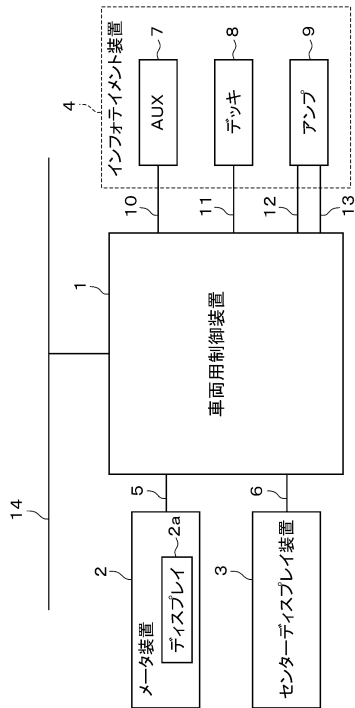 14
1
車両用制御装置
2
メータ装置
2a
ディスプレイ
5
3
センターディスプレイ装置
6
4
インフォテイメント装置
10
AUX
7
11
デッキ
8
12
アンプ
9
13